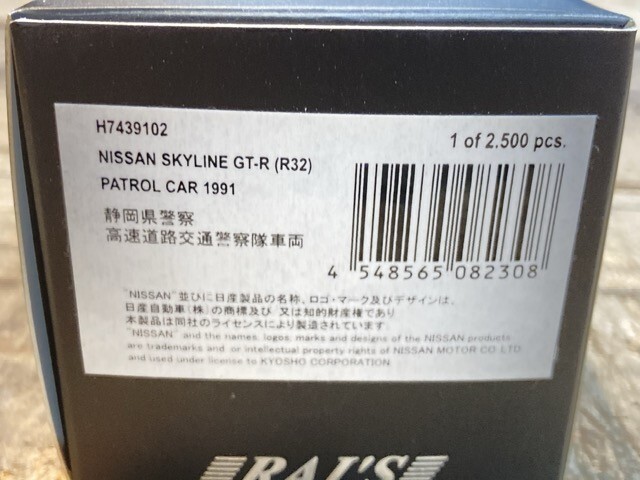 H7439102
1 of 2.500 pcs.
NISSAN SKYLINE GT-R (R32)
PATROL CAR 1991
静岡県警察
高速道路交通警察隊車両
4 548565 082308
"NISSAN" 並びに日産製品の名称、ロゴ・マーク及びデザインは、
日産自動車（株）の商標及び 又は知的財産権であり
本製品は同社のライセンスにより製造されています.
"NISSAN" and the names, logos, marks and designs of the NISSAN products
are trademarks and or intellectual property rights of NISSAN MOTOR CO LTD
and used under license to KYOSHO CORPORATION.
RAI'S